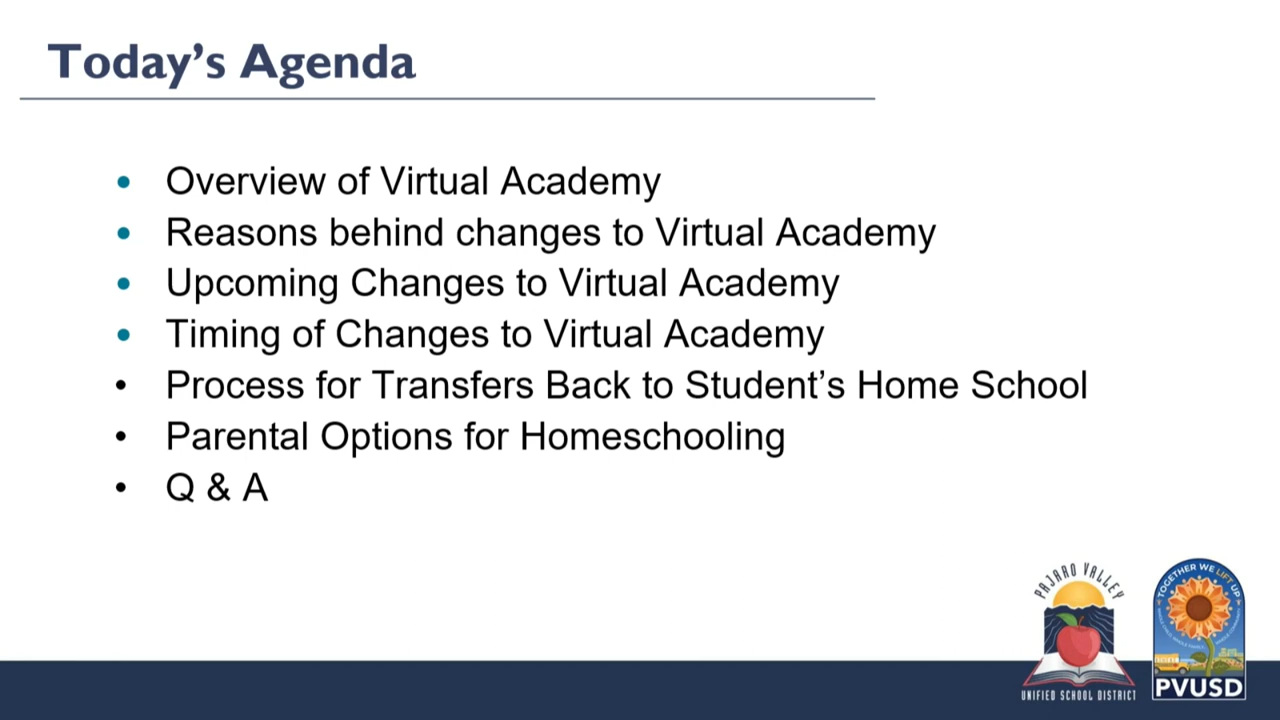 Today’s Agenda
• Overview of Virtual Academy
• Reasons behind changes to Virtual Academy
• Upcoming Changes to Virtual Academy
• Timing of Changes to Virtual Academy
• Process for Transfers Back to Student’s Home School
• Parental Options for Homeschooling
• Q & A
PAJARO VALLEY
UNIFIED SCHOOL DISTRICT
TOGETHER WE LIFT UP
PVUSD